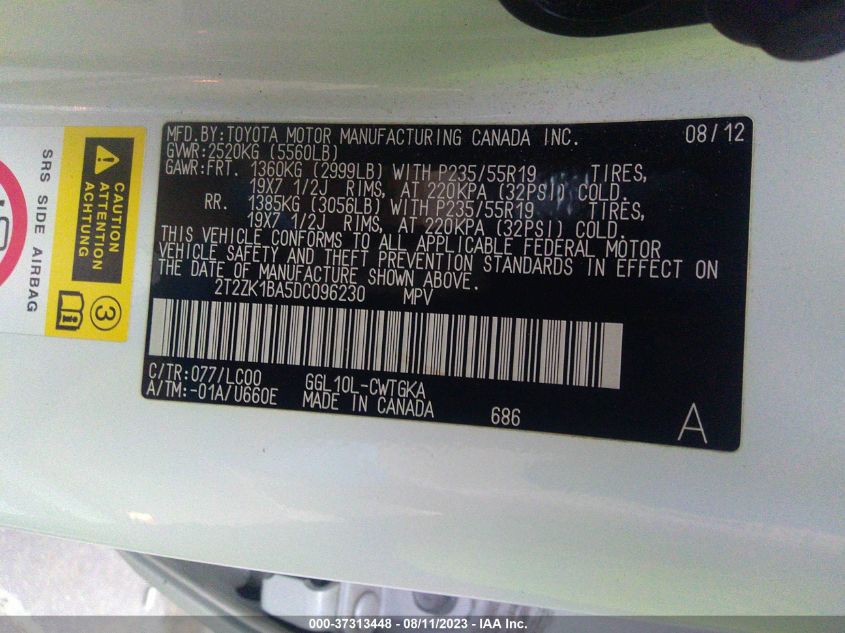 MFD.BY:TOYOTA MOTOR MANUFACTURING CANADA INC. 08/12
GVWR:2520KG (5560LB)
GAWR:FRT. 1360KG (2999LB) WITH P235/55R19 TIRES,
19X7 1/2J RIMS, AT 220KPA (32PSI) COLD.
RR. 1385KG (3056LB) WITH P235/55R19 TIRES,
19X7 1/2J RIMS, AT 220KPA (32PSI) COLD.
THIS VEHICLE CONFORMS TO ALL APPLICABLE FEDERAL MOTOR
VEHICLE SAFETY AND THEFT PREVENTION STANDARDS IN EFFECT ON
THE DATE OF MANUFACTURE SHOWN ABOVE.
2T2ZK1BA5DC096230 MPV
C/TR:077/LC00 GGL10L-CWTGKA
A/TM:-01A/U660E MADE IN CANADA 686 A
SRS SIDE AIRBAG
CAUTION
ATTENTION
ACHTUNG
3
000-37313448 - 08/11/2023 - IAA Inc.